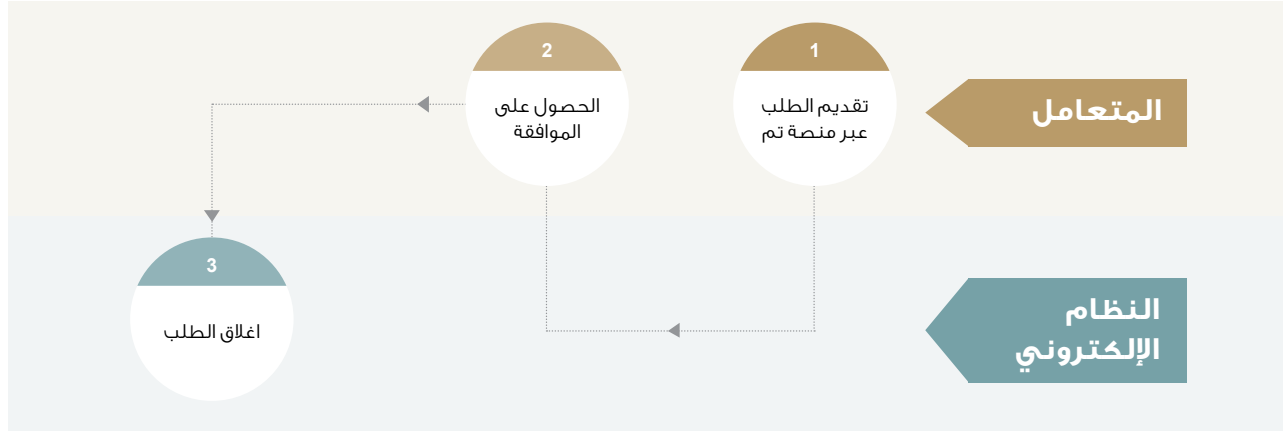 المتعامل
1
تقديم الطلب
عبر منصة تم
2
الحصول على
الموافقة
النظام
الإلكتروني
3
اغلاق الطلب